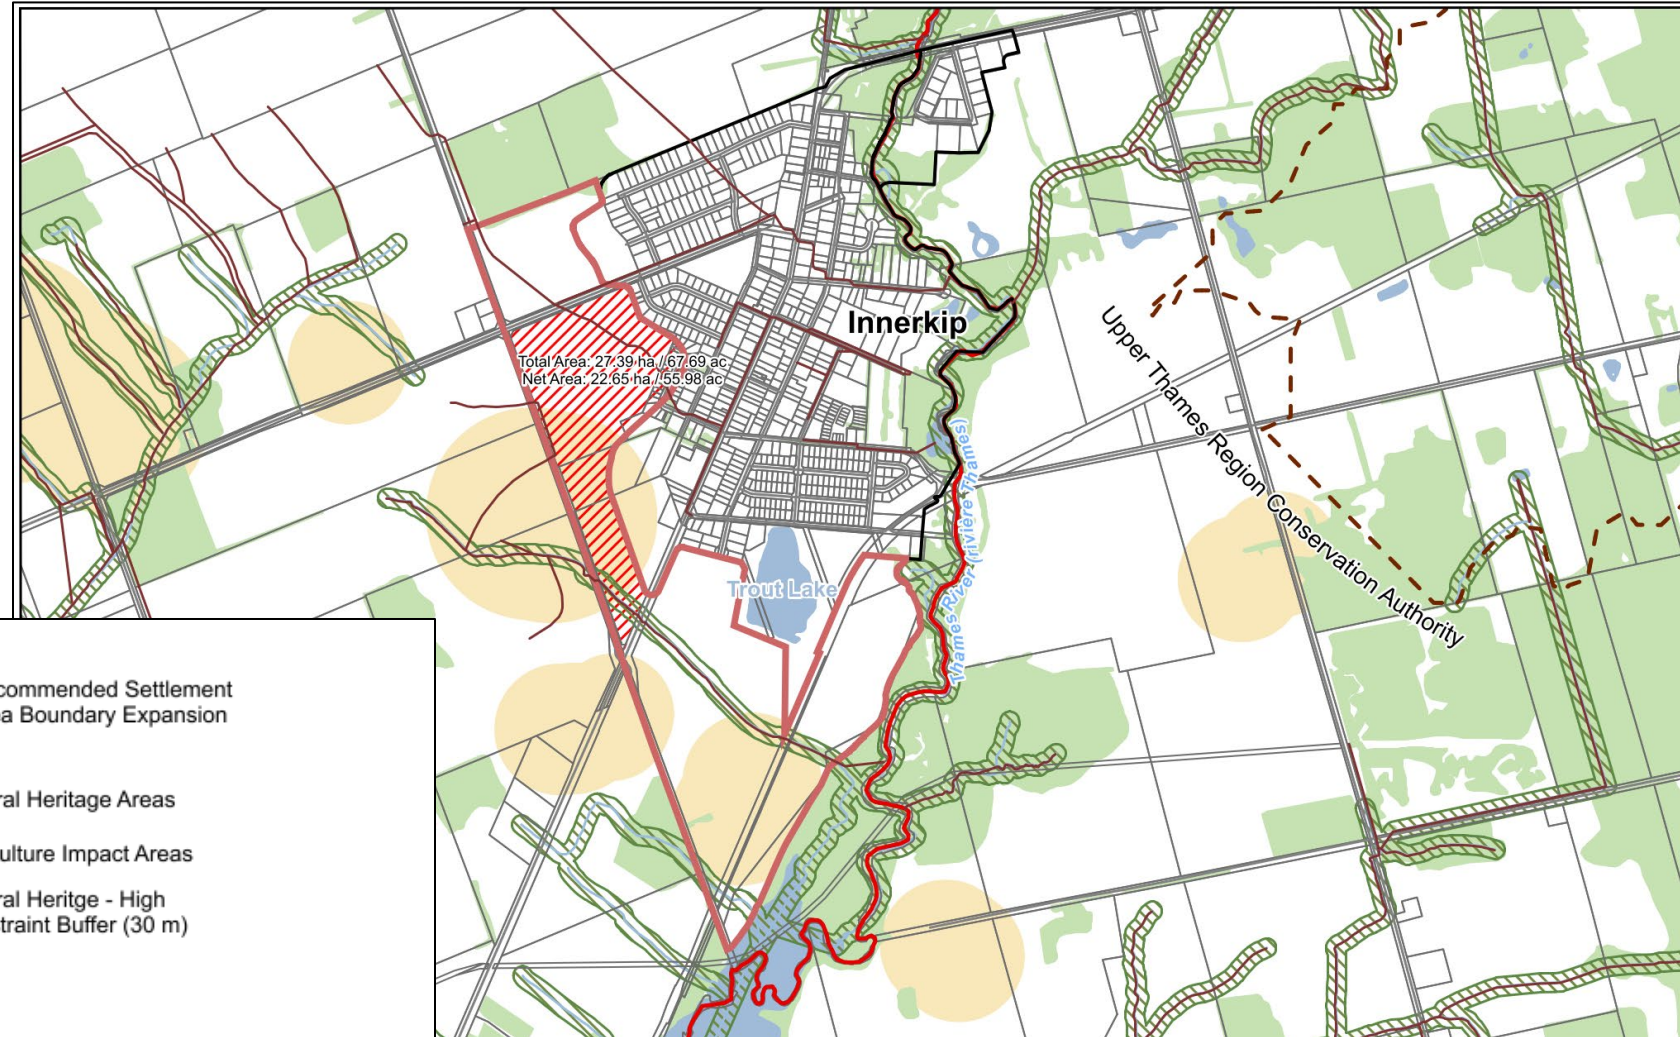 Innerkip
Total Area: 27.39 ha / 67.69 ac
Net Area: 22.65 ha / 55.98 ac
Upper Thames Region Conservation Authority
Thames River (rivière Thames)
Trout Lake
commended Settlement
a Boundary Expansion
ral Heritage Areas
ulture Impact Areas
ral Heritge - High
traint Buffer (30 m)